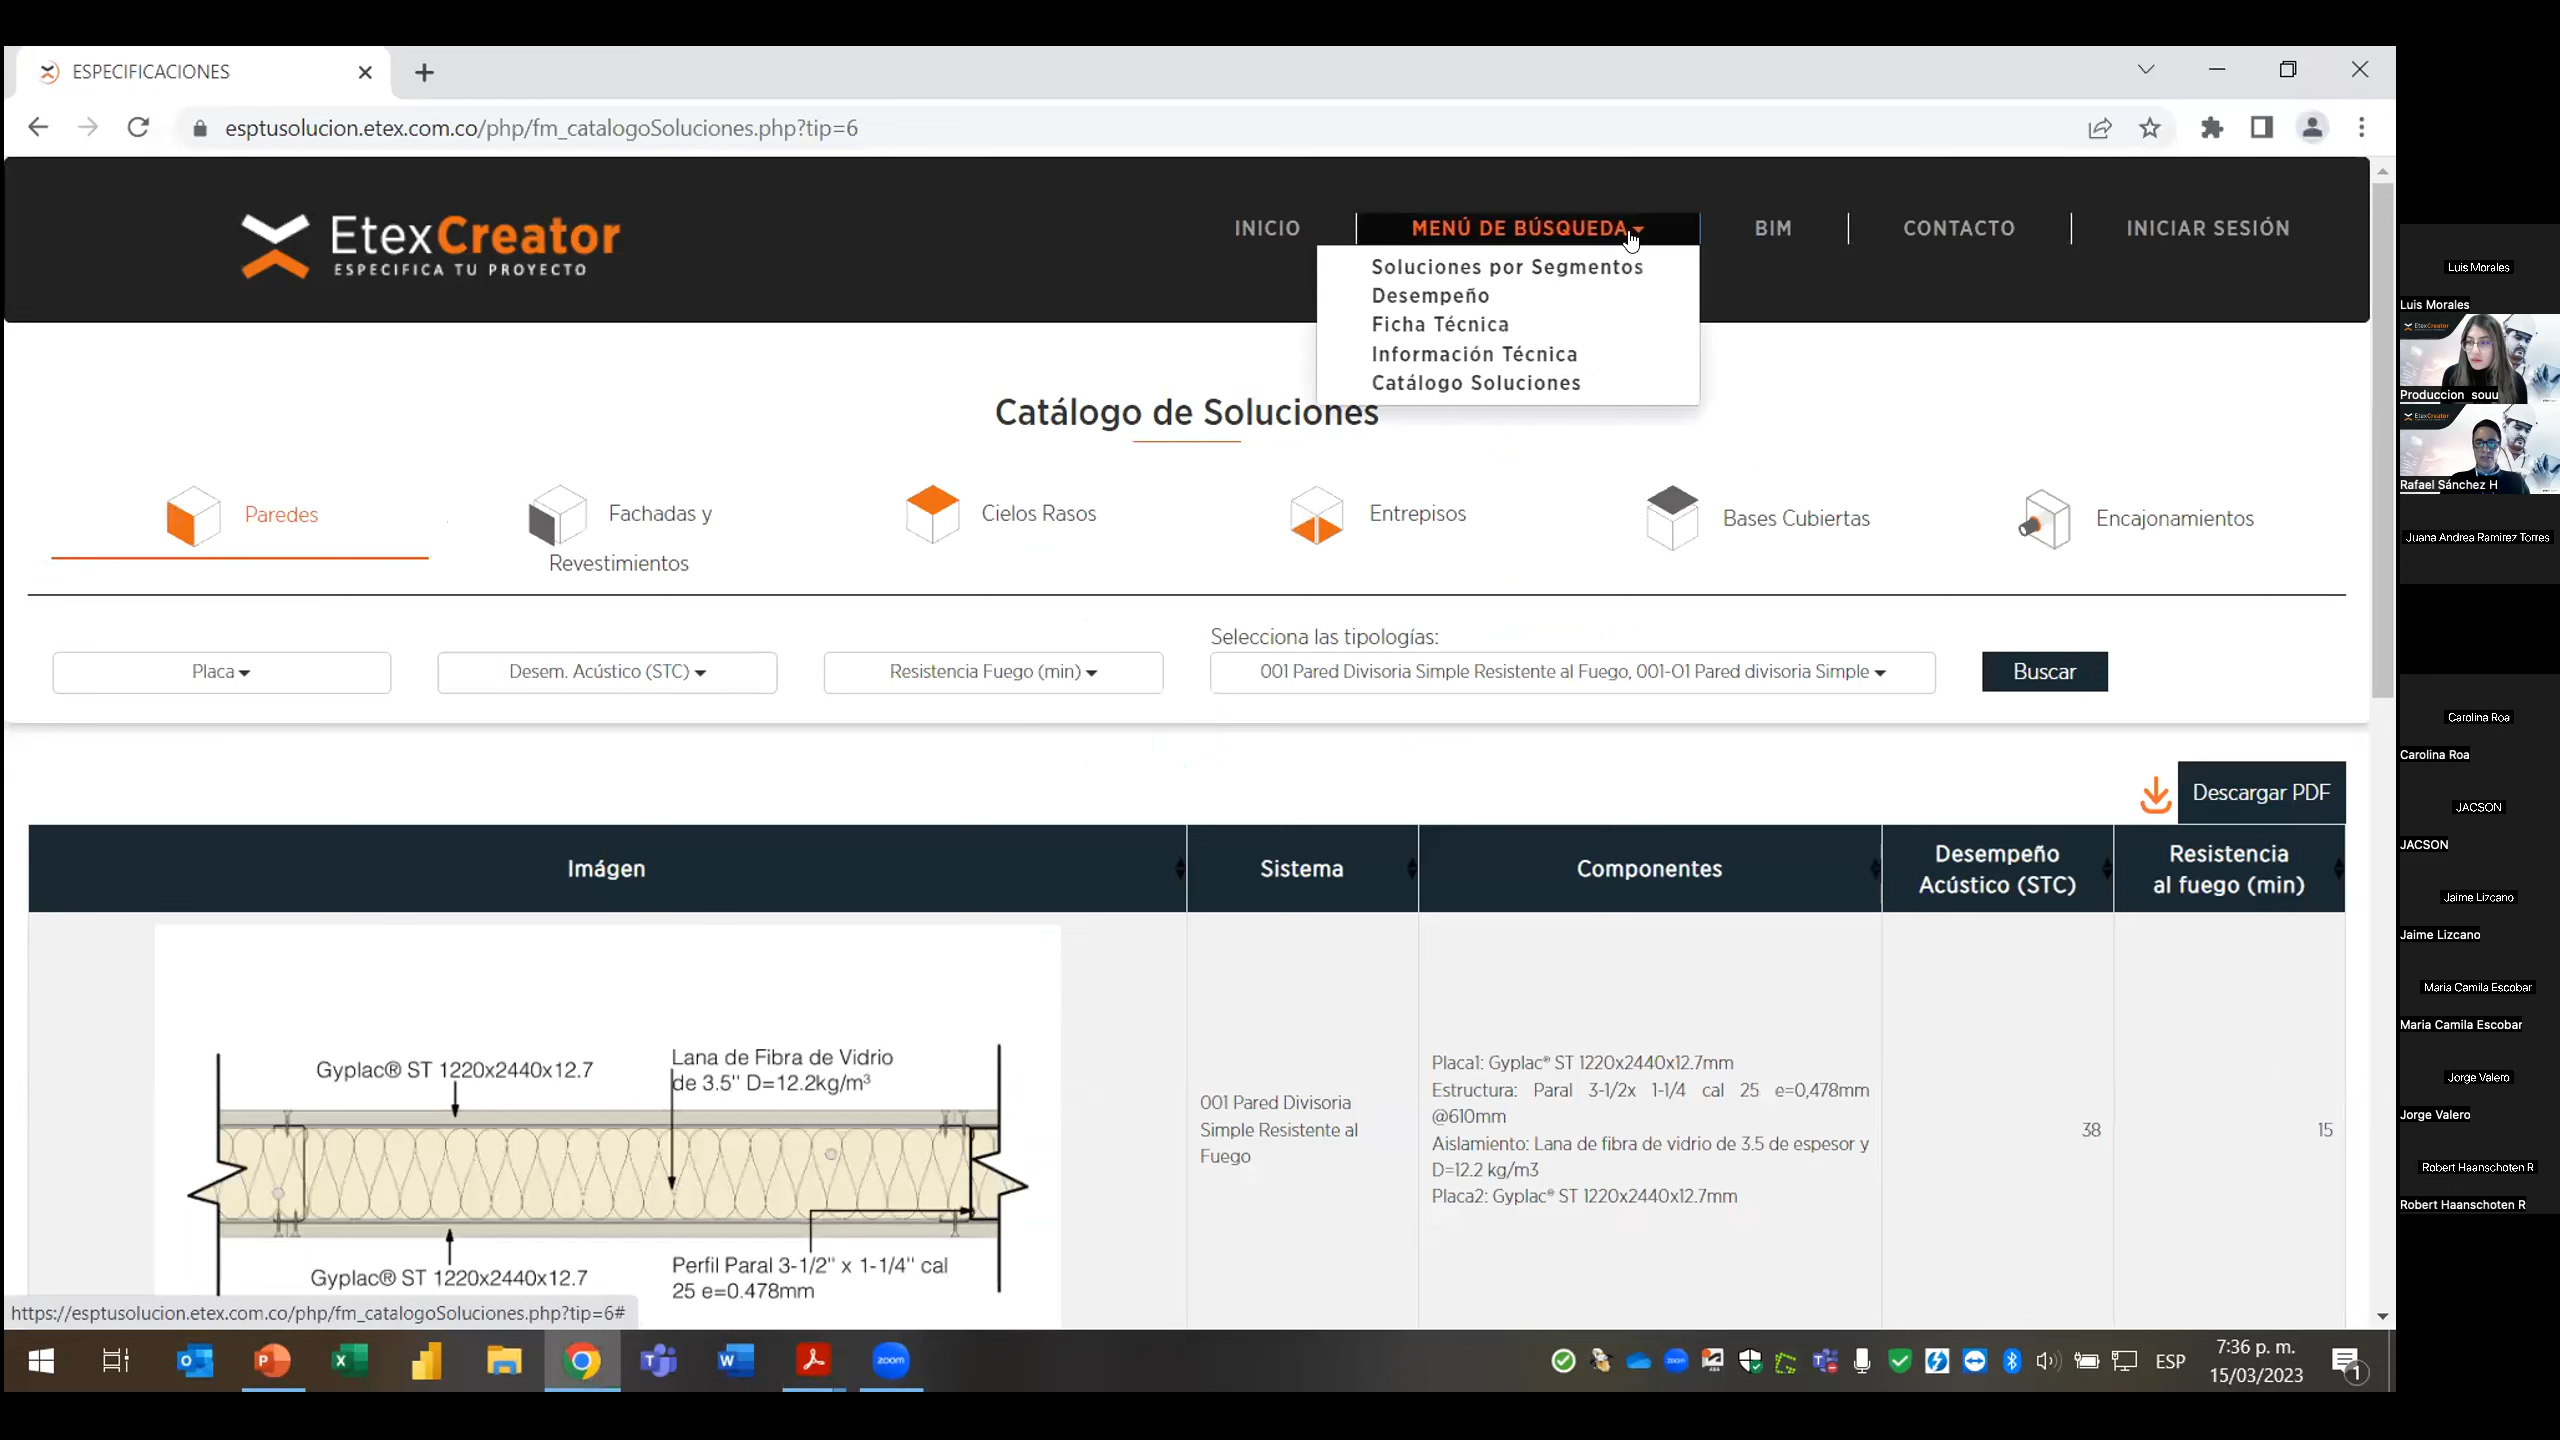 ESPECIFICACIONES
esptusolucion.etex.com.co/php/fm_catalogoSoluciones.php?tip=6
EtexCreator
ESPECIFICA TU PROYECTO
INICIO
MENÚ DE BÚSQUEDA
BIM
CONTACTO
INICIAR SESIÓN
Soluciones por Segmentos
Desempeño
Ficha Técnica
Información Técnica
Catálogo Soluciones
Catálogo de Soluciones
Paredes
Fachadas y
Revestimientos
Cielos Rasos
Entrepisos
Bases Cubiertas
Encajonamientos
Selecciona las tipologías:
Placa
Desem. Acústico (STC)
Resistencia Fuego (min)
001 Pared Divisoria Simple Resistente al Fuego, 001-O1 Pared divisoria Simple
Buscar
Descargar PDF
Imágen
Sistema
Componentes
Desempeño
Acústico (STC)
Resistencia
al fuego (min)
Gyplac® ST 1220x2440x12.7
Lana de Fibra de Vidrio
de 3.5" D=12.2kg/m³
Gyplac® ST 1220x2440x12.7
Perfil Paral 3-1/2" x 1-1/4" cal
25 e=0.478mm
001 Pared Divisoria
Simple Resistente al
Fuego
Placa1: Gyplac® ST 1220x2440x12.7mm
Estructura: Paral 3-1/2x 1-1/4 cal 25 e=0,478mm
@610mm
Aislamiento: Lana de fibra de vidrio de 3.5 de espesor y
D=12.2 kg/m3
Placa2: Gyplac® ST 1220x2440x12.7mm
38
15
https://esptusolucion.etex.com.co/php/fm_catalogoSoluciones.php?tip=6#
zoom
ESP
7:36 p. m.
15/03/2023
1
Luis Morales
Luis Morales
EtexCreator
Produccion souu
EtexCreator
Rafael Sánchez H
Juana Andrea Ramirez Torres
Carolina Roa
Carolina Roa
JACSON
JACSON
Jaime Lizcano
Jaime Lizcano
Maria Camila Escobar
Maria Camila Escobar
Jorge Valero
Jorge Valero
Robert Haanschoten R
Robert Haanschoten R